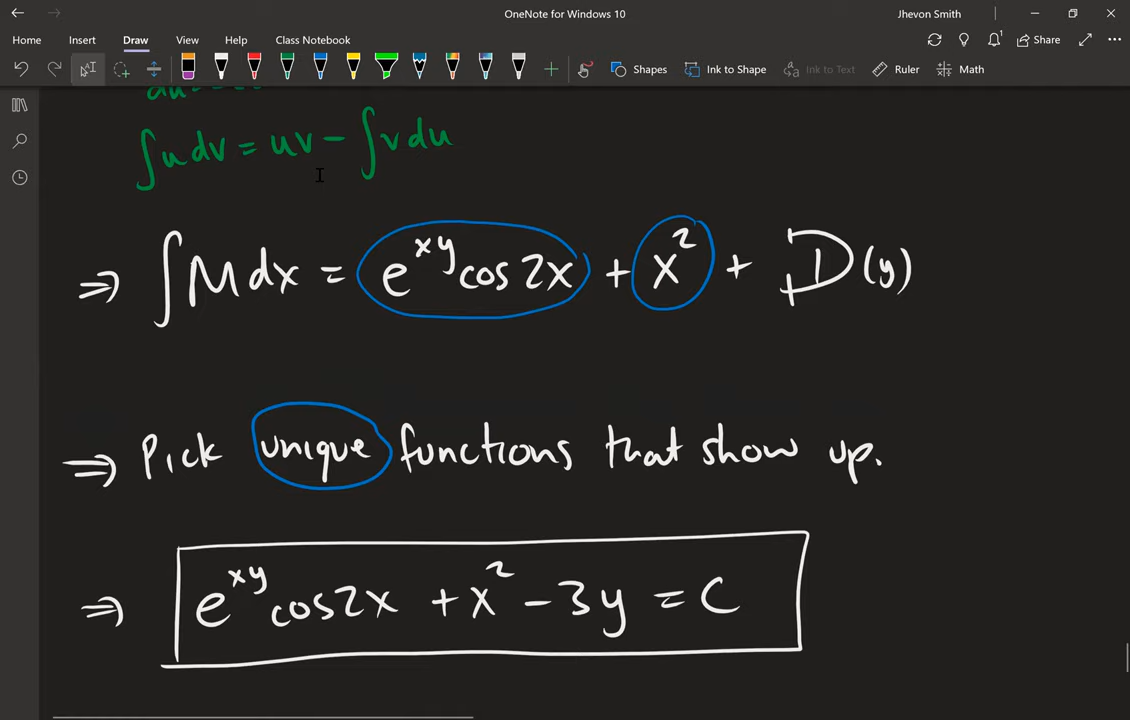 OneNote for Windows 10
Jhevon Smith
Home Insert Draw View Help Class Notebook
Share
Shapes Ink to Shape Ink to Text Ruler Math
∫u dv = uv − ∫v du
⇒ ∫M dx = e^{xy} cos 2x + x² + D(y)
⇒ Pick unique functions that show up.
⇒ e^{xy} cos2x + x² − 3y = C